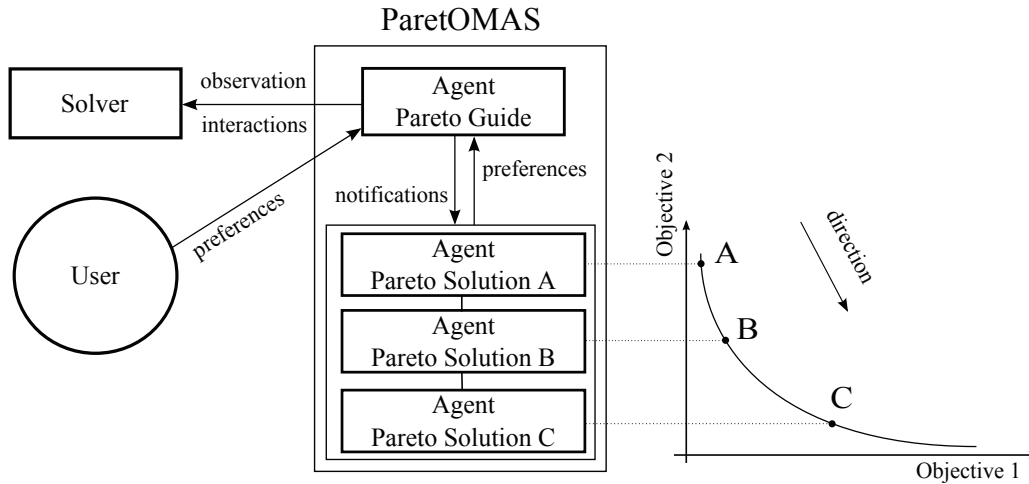 ParetOMAS
Solver
observation
interactions
Agent
Pareto Guide
preferences
notifications
preferences
User
Agent
Pareto Solution A
Agent
Pareto Solution B
Agent
Pareto Solution C
Objective 2
direction
A
B
C
Objective 1